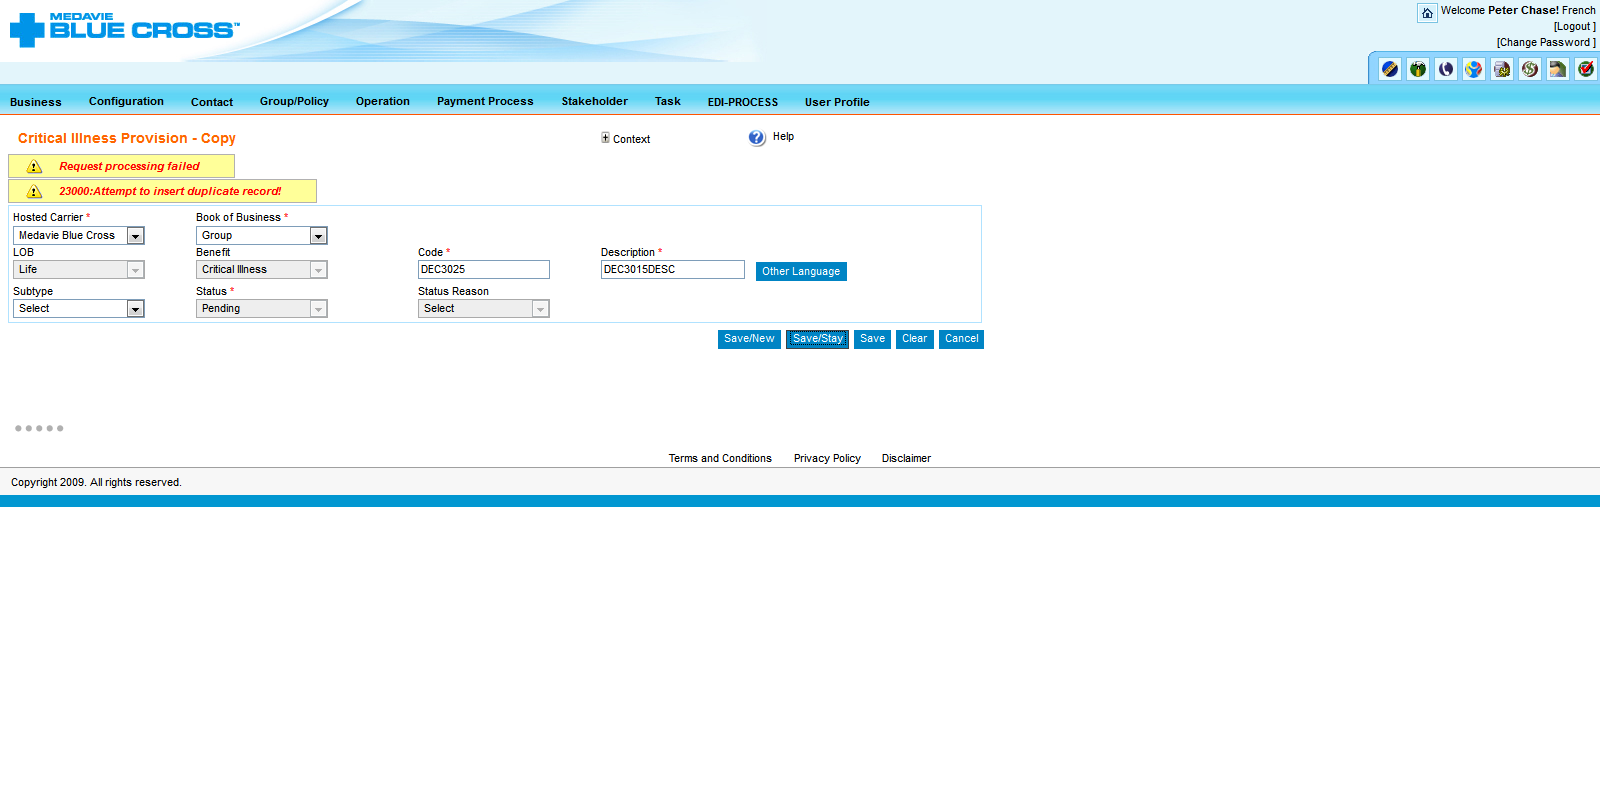 MEDAVIE
BLUE CROSS™
Welcome Peter Chase! French
[Logout ]
[Change Password ]
Business Configuration Contact Group/Policy Operation Payment Process Stakeholder Task EDI-PROCESS User Profile
Critical Illness Provision - Copy
Context
Help
Request processing failed
23000:Attempt to insert duplicate record!
Hosted Carrier * Book of Business *
Medavie Blue Cross Group
LOB Benefit Code * Description *
Life Critical Illness DEC3025 DEC3015DESC Other Language
Subtype Status * Status Reason
Select Pending Select
Save/New Save/Stay Save Clear Cancel
Terms and Conditions Privacy Policy Disclaimer
Copyright 2009. All rights reserved.